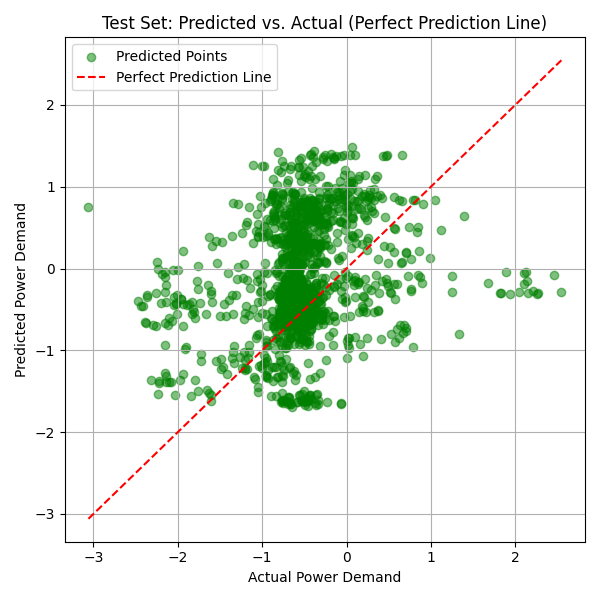 Test Set: Predicted vs. Actual (Perfect Prediction Line)
Predicted Points
Perfect Prediction Line
Predicted Power Demand
2
1
0
−1
−2
−3
−3
−2
−1
0
1
2
Actual Power Demand